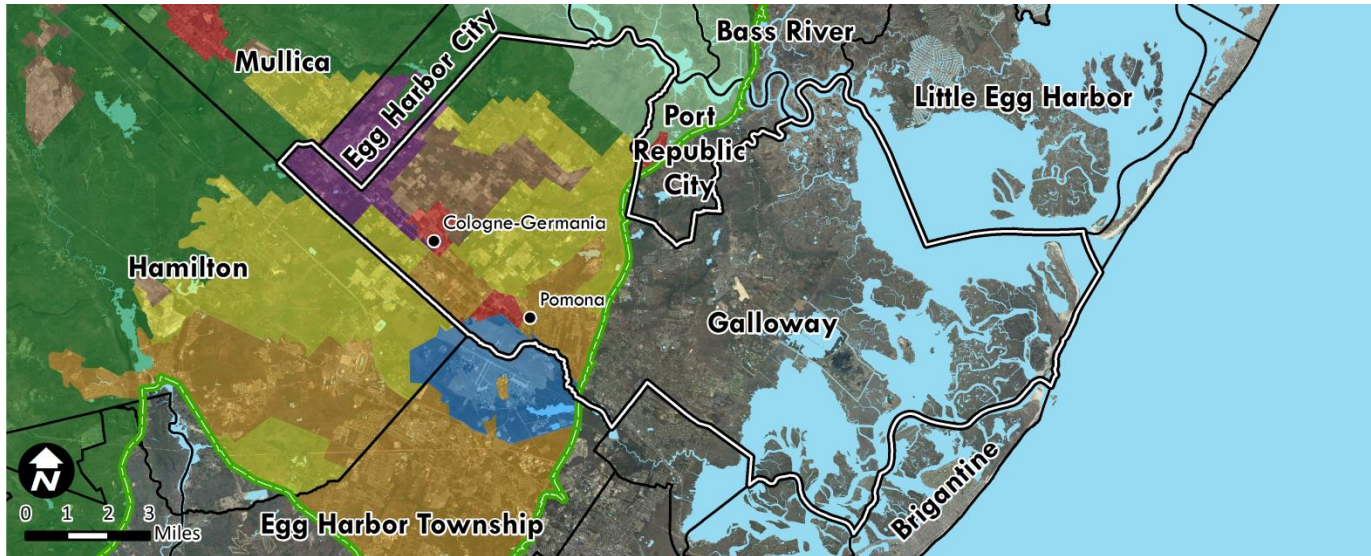 Mullica
Egg Harbor City
Bass River
Little Egg Harbor
Port
Republic
City
Cologne-Germania
Hamilton
Pomona
Galloway
Brigantine
Egg Harbor Township
N
0 1 2 3
Miles